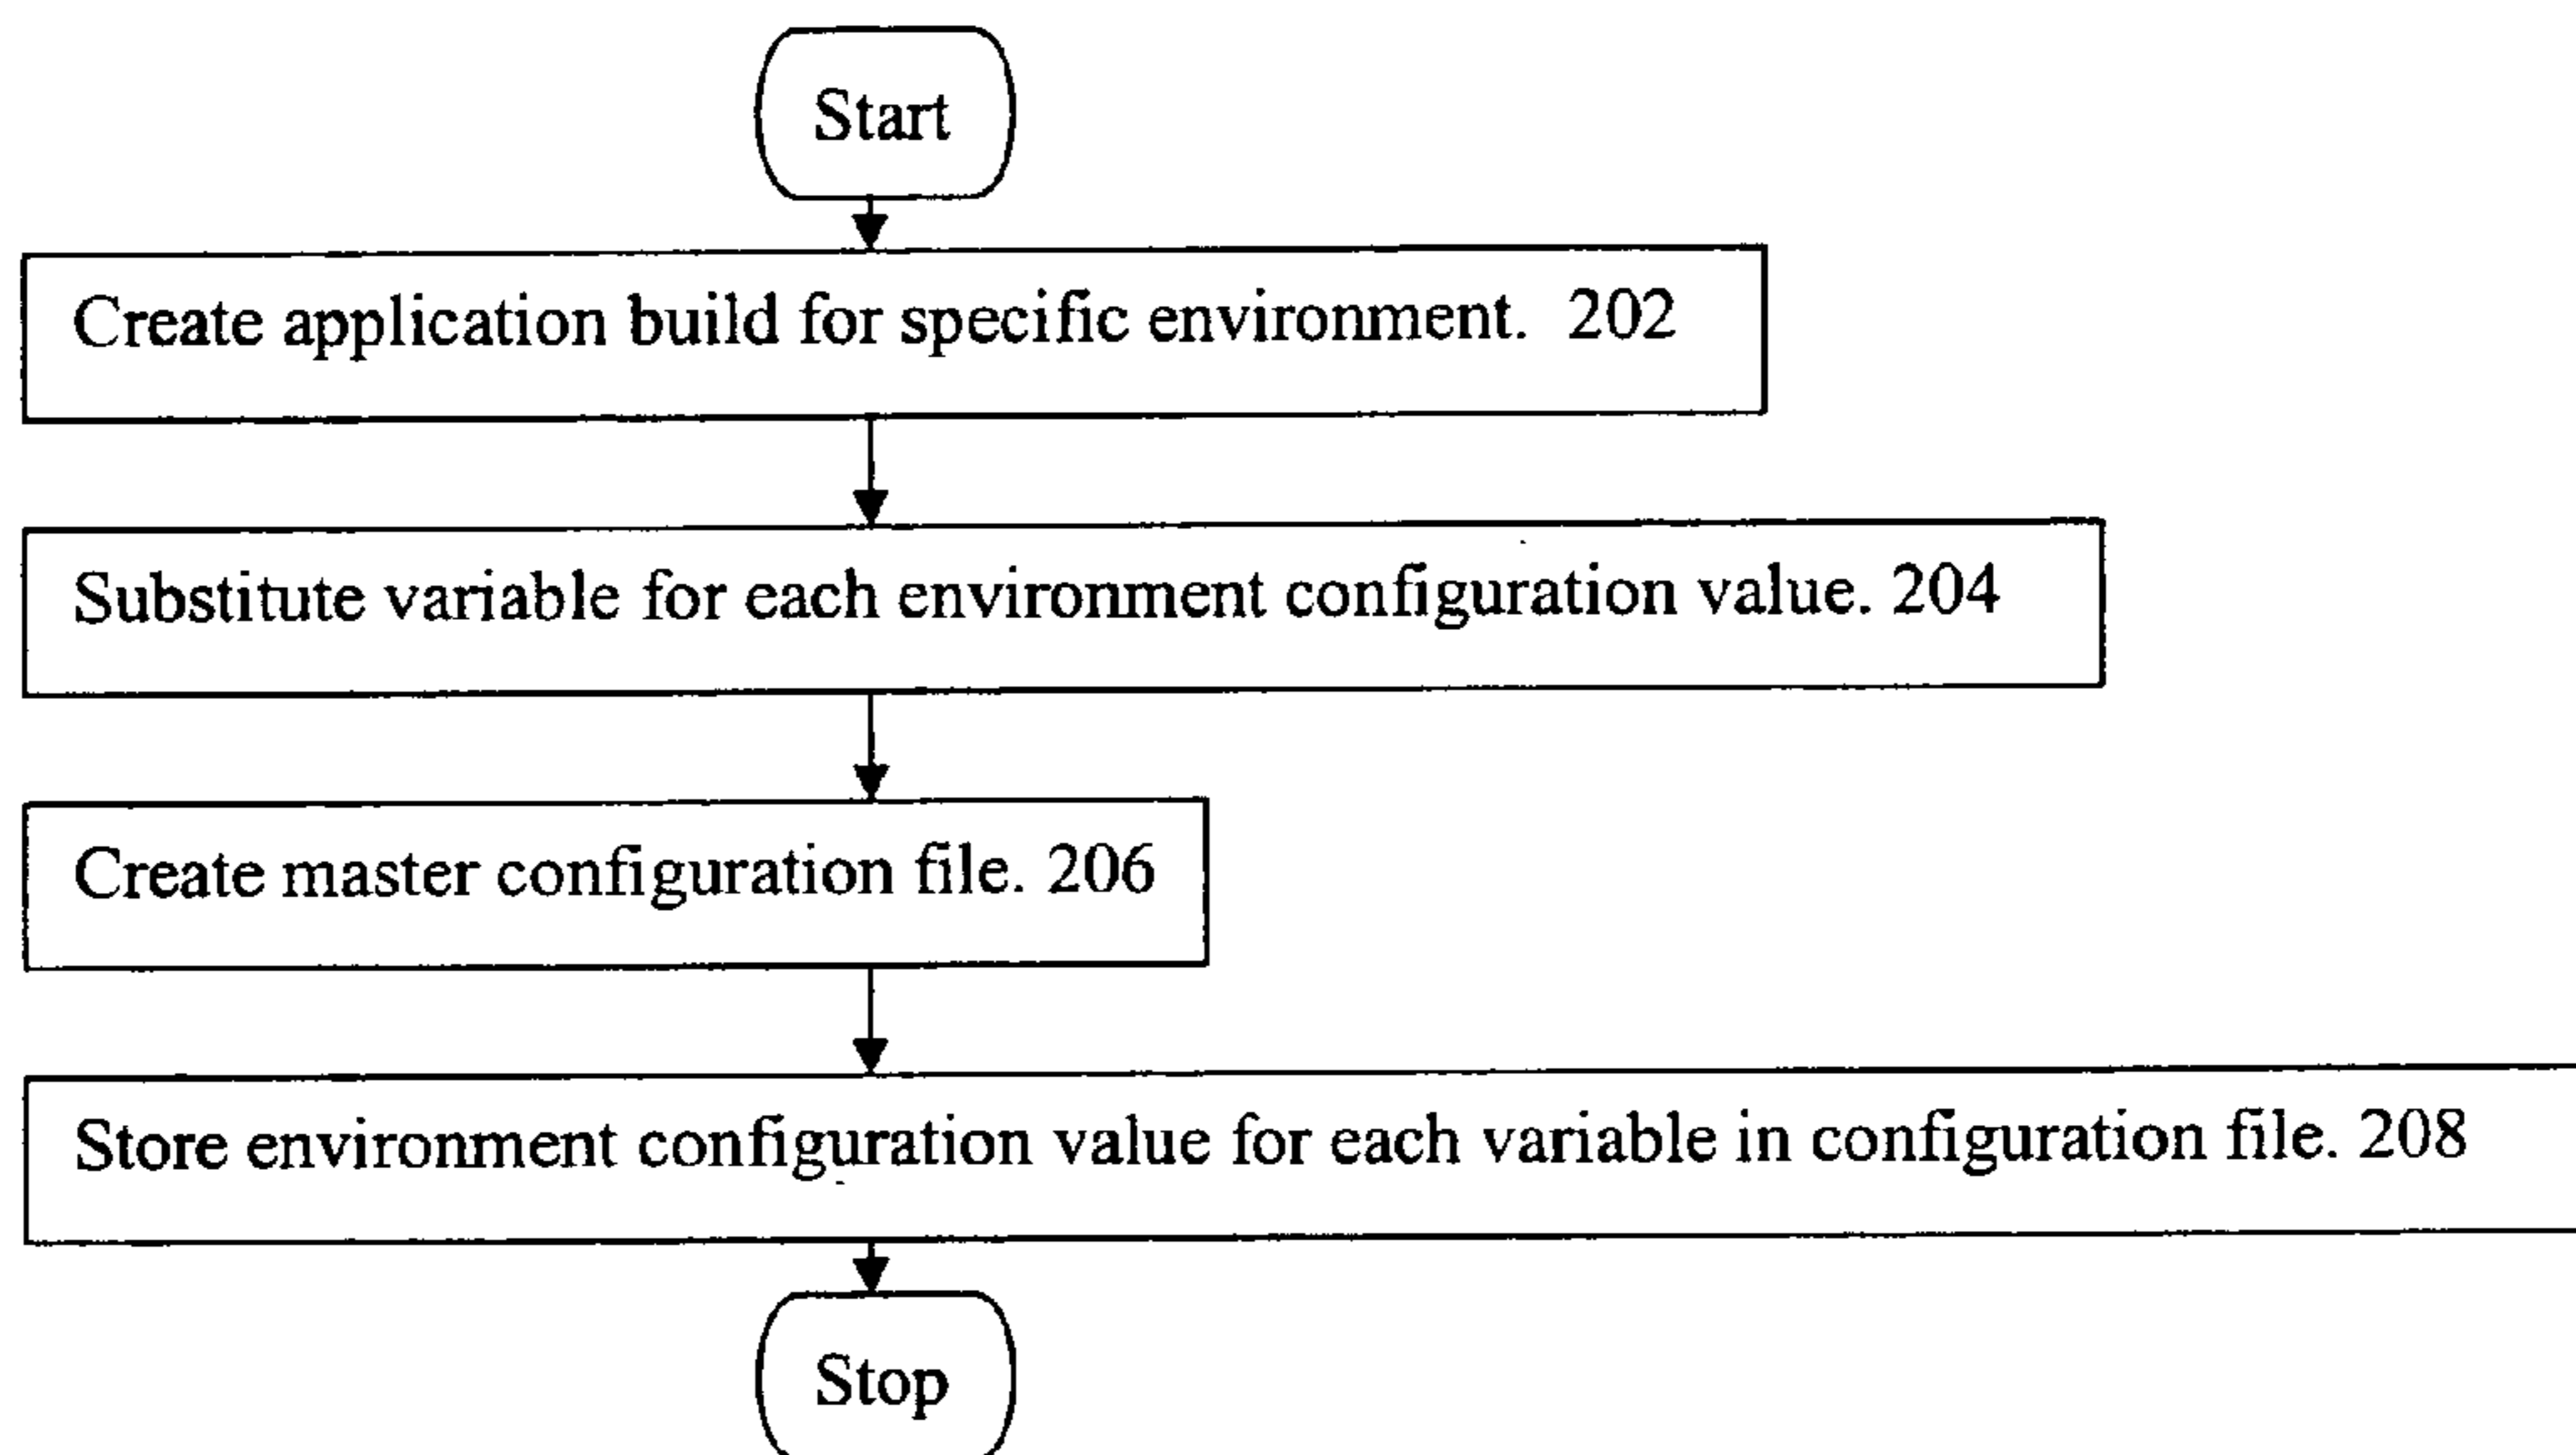 Start
Create application build for specific environment. 202
Substitute variable for each environment configuration value. 204
Create master configuration file. 206
Store environment configuration value for each variable in configuration file. 208
Stop